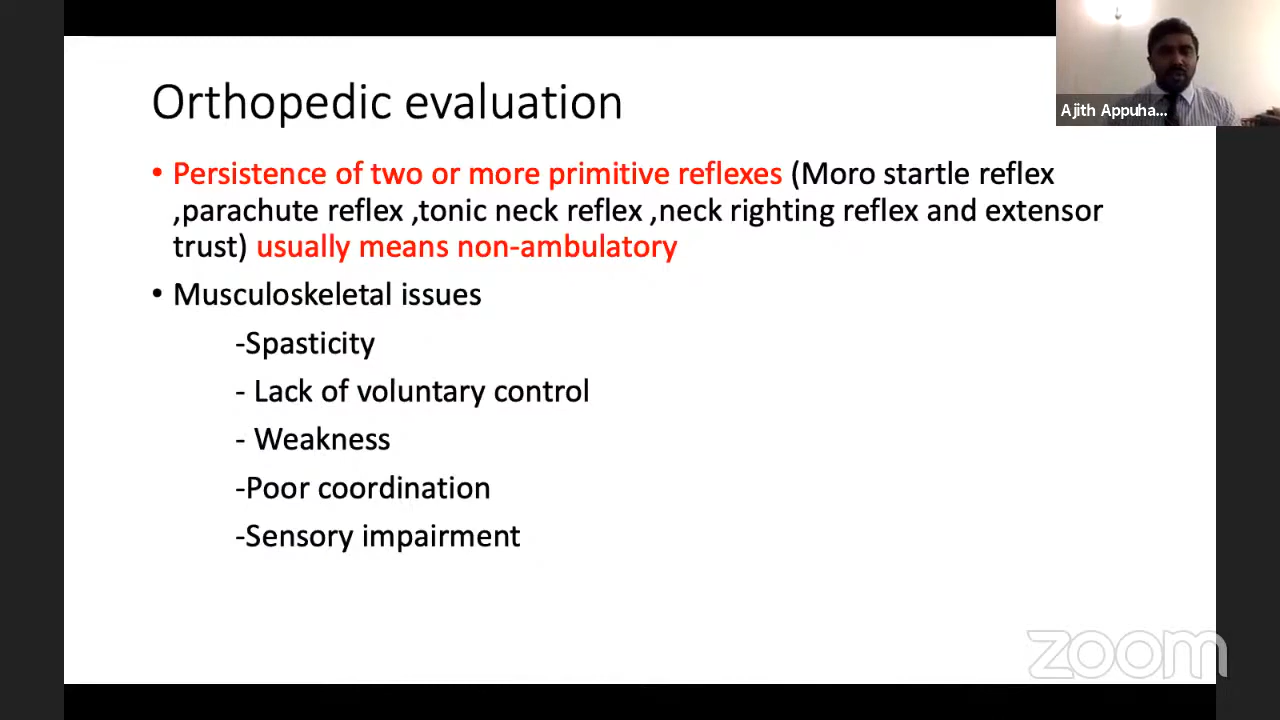 Orthopedic evaluation
Ajith Appuha...
• Persistence of two or more primitive reflexes (Moro startle reflex
,parachute reflex ,tonic neck reflex ,neck righting reflex and extensor
trust) usually means non-ambulatory
• Musculoskeletal issues
-Spasticity
- Lack of voluntary control
- Weakness
-Poor coordination
-Sensory impairment
zoom